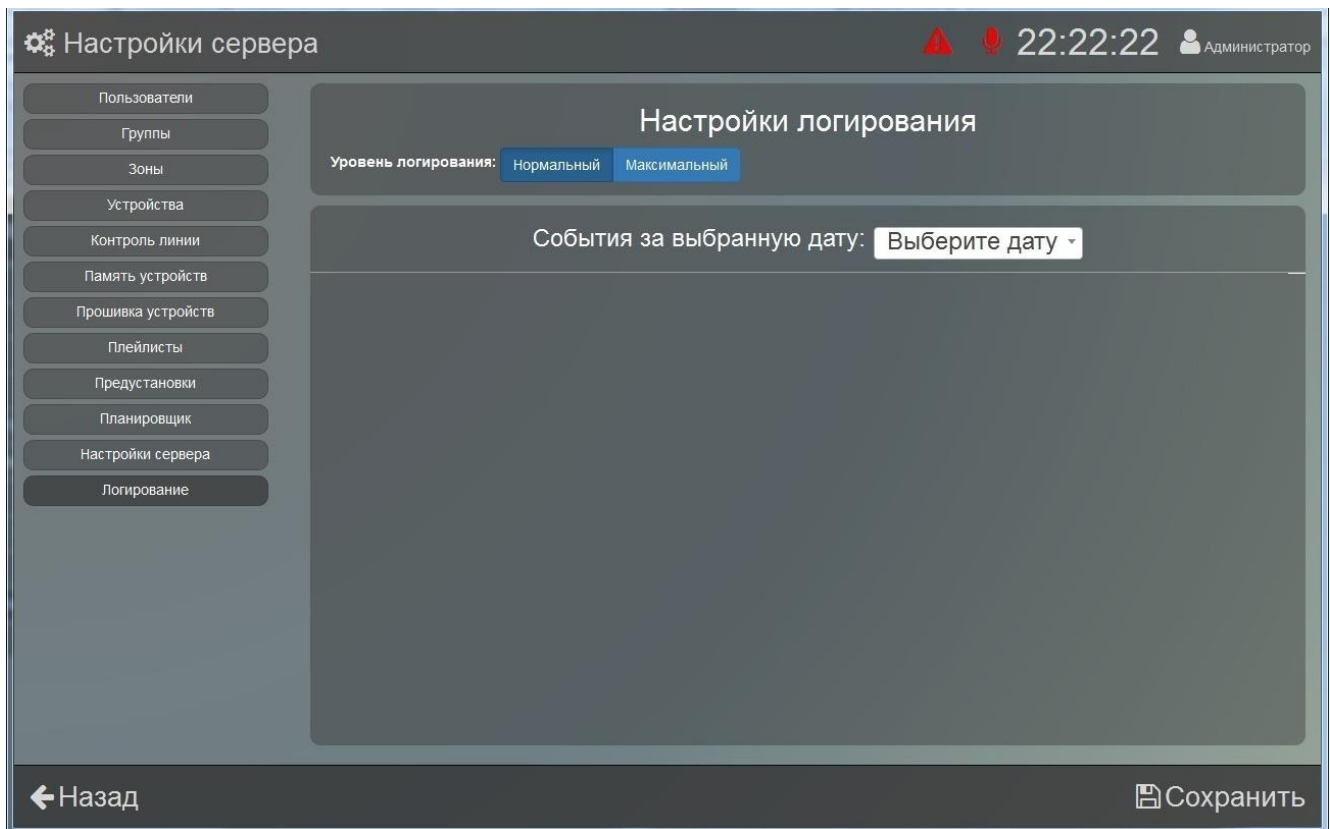 Настройки сервера
22:22:22
Администратор
Пользователи
Группы
Зоны
Устройства
Контроль линии
Память устройств
Прошивка устройств
Плейлисты
Предустановки
Планировщик
Настройки сервера
Логирование
Настройки логирования
Уровень логирования: Нормальный Максимальный
События за выбранную дату: Выберите дату
Назад
Сохранить